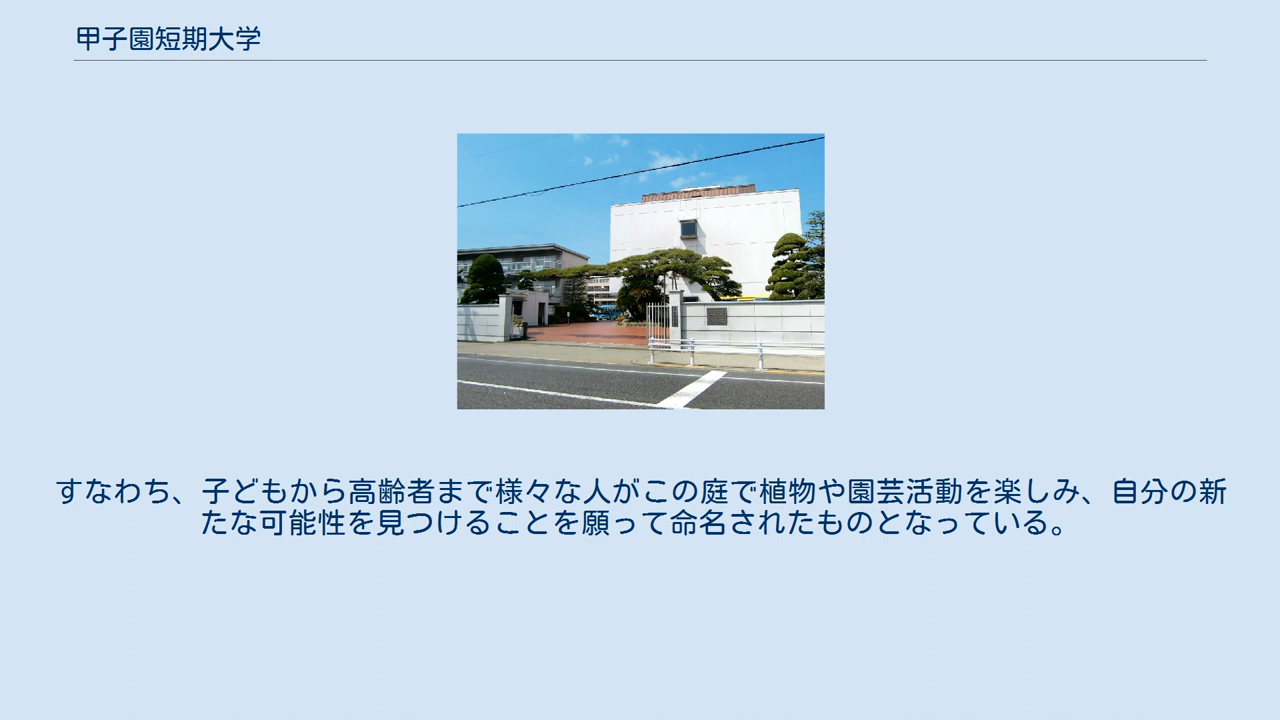 甲子園短期大学
すなわち、子どもから高齢者まで様々な人がこの庭で植物や園芸活動を楽しみ、自分の新
たな可能性を見つけることを願って命名されたものとなっている。